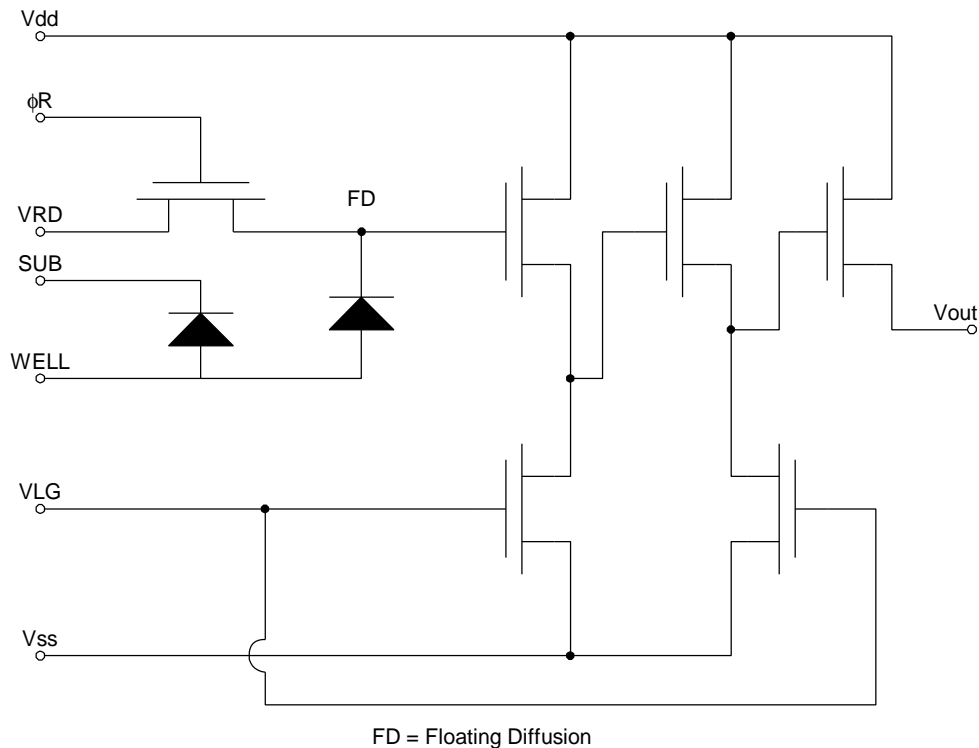 Vdd
ϕR
VRD
FD
SUB
Vout
WELL
VLG
Vss
FD = Floating Diffusion